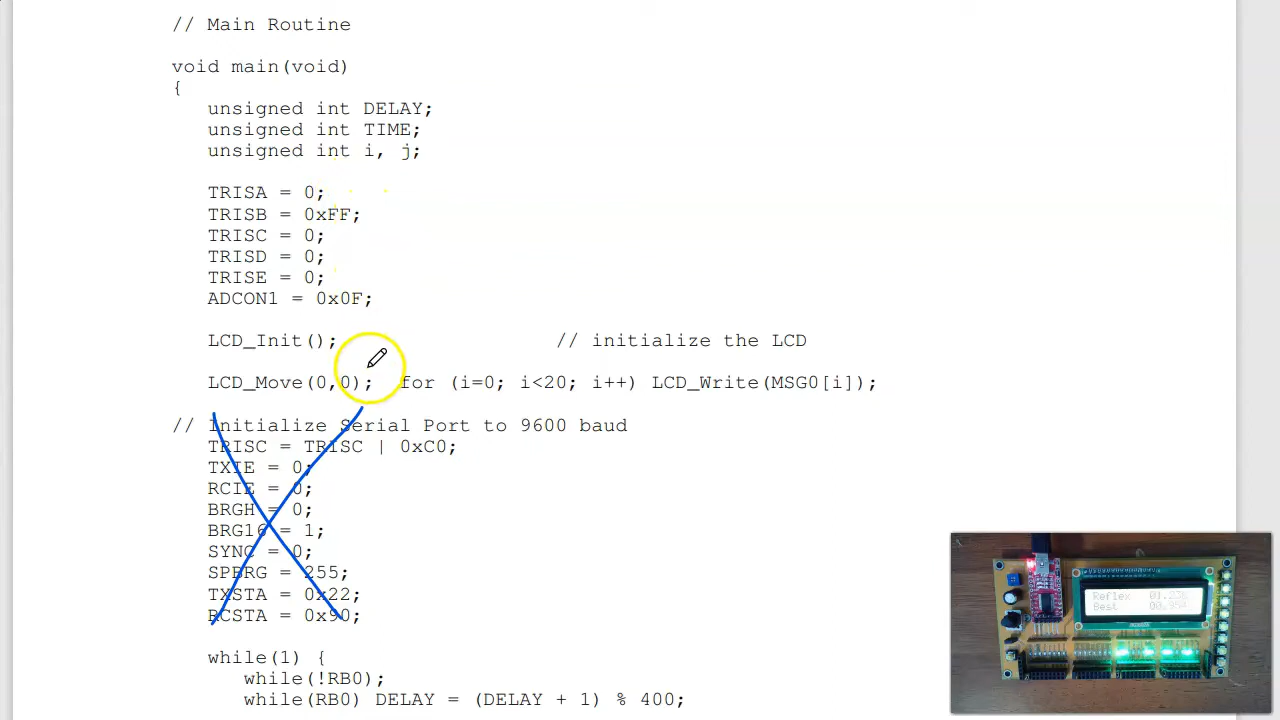 // Main Routine
void main(void)
{
unsigned int DELAY;
unsigned int TIME;
unsigned int i, j;
TRISA = 0;
TRISB = 0xFF;
TRISC = 0;
TRISD = 0;
TRISE = 0;
ADCON1 = 0x0F;
LCD_Init(); // initialize the LCD
LCD_Move(0,0); for (i=0; i<20; i++) LCD_Write(MSG0[i]);
// Initialize Serial Port to 9600 baud
TRISC = TRISC | 0xC0;
TXIE = 0;
RCIE = 0;
BRGH = 0;
BRG16 = 1;
SYNC = 0;
SPBRG = 255;
TXSTA = 0x22;
RCSTA = 0x90;
while(1) {
while(!RB0);
while(RB0) DELAY = (DELAY + 1) % 400;
Reflex
Best